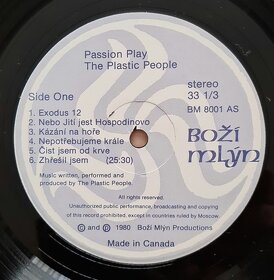 Passion Play
The Plastic People
Side One
stereo
33 1/3
BM 8001 AS
1. Exodus 12
2. Nebo Jití jest Hospodinovo
3. Kázání na hoře
4. Nepotřebujeme krále
5. Číst jsem od krve
6. Zhřešil jsem (25:30)
BOŽÍ
MLÝN
Music written, performed and
produced by The Plastic People.
All rights reserved.
Unauthorized public performance, broadcasting and copying
of this record prohibited, except in countries ruled by Moscow.
© and ℗ 1980 Boží Mlýn Productions
Made in Canada